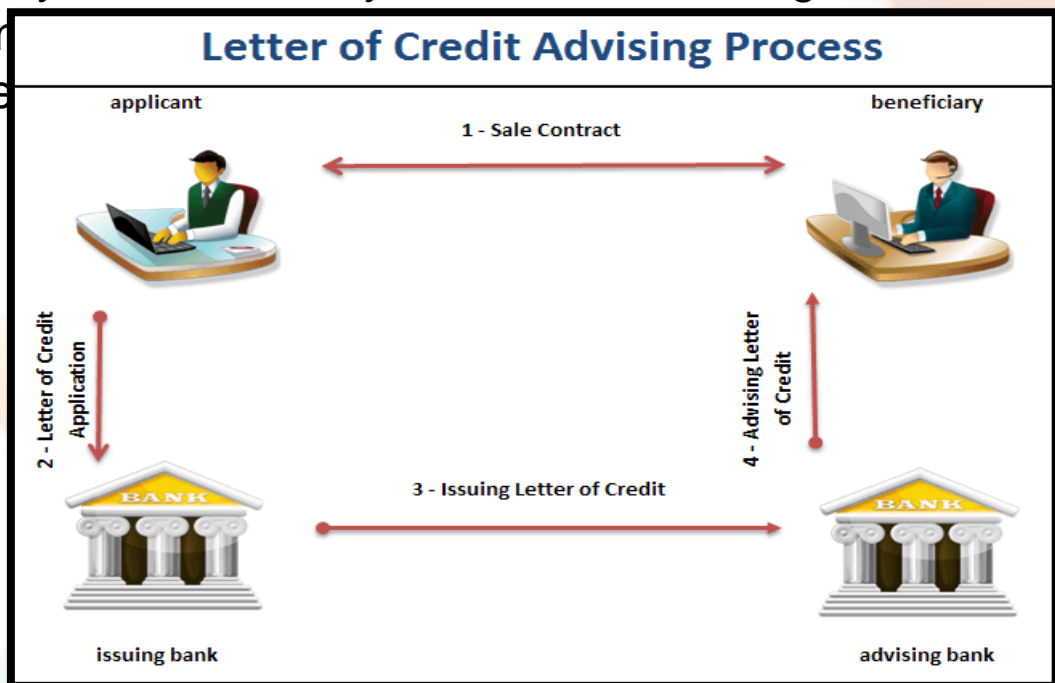 Letter of Credit Advising Process
applicant
beneficiary
1 - Sale Contract
2 - Letter of Credit
Application
4 - Advising Letter
of Credit
BANK
3 - Issuing Letter of Credit
BANK
issuing bank
advising bank